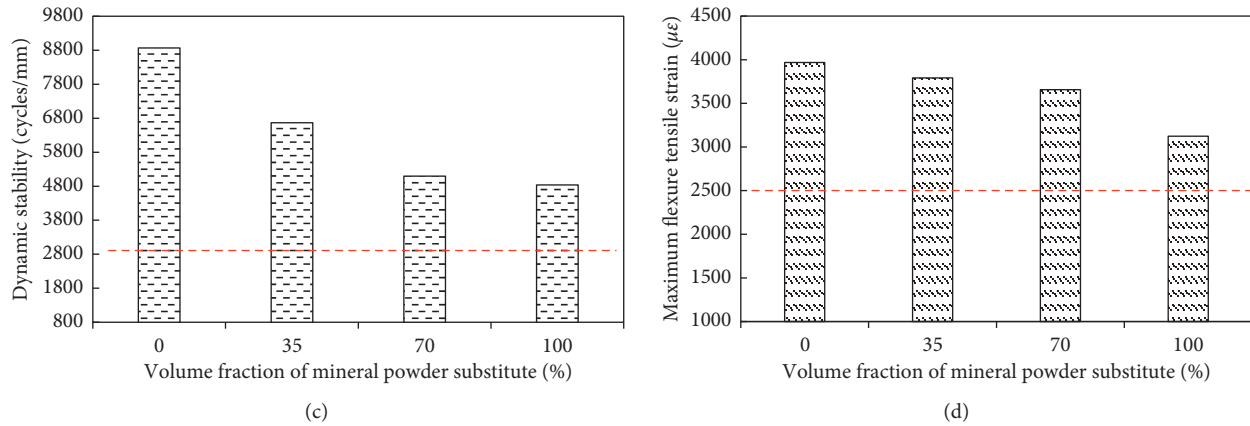 Dynamic stability (cycles/mm)
9800
8800
7800
6800
5800
4800
3800
2800
1800
800
0 35 70 100
Volume fraction of mineral powder substitute (%)
(c)
Maximum flexure tensile strain (με)
4500
4000
3500
3000
2500
2000
1500
1000
0 35 70 100
Volume fraction of mineral powder substitute (%)
(d)